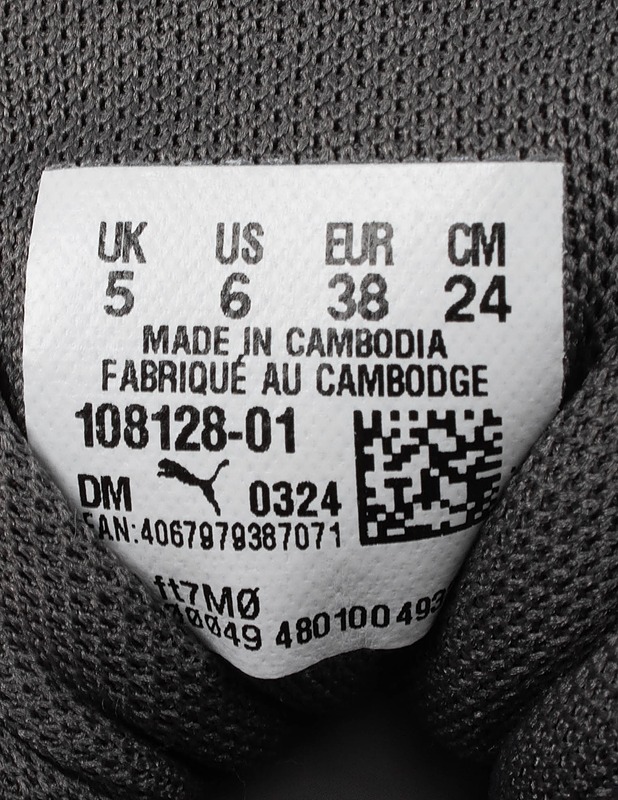 UK US EUR CM
5 6 38 24
MADE IN CAMBODIA
FABRIQUÉ AU CAMBODGE
108128-01
DM 0324
EAN:4067979387071
ft7MØ
480100